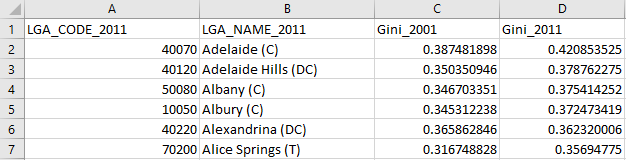 A B C D
1 LGA_CODE_2011 LGA_NAME_2011 Gini_2001 Gini_2011
2 40070 Adelaide (C) 0.387481898 0.420853525
3 40120 Adelaide Hills (DC) 0.350350946 0.378762275
4 50080 Albany (C) 0.346703351 0.375414252
5 10050 Albury (C) 0.345312238 0.372473419
6 40220 Alexandrina (DC) 0.365862846 0.362320006
7 70200 Alice Springs (T) 0.316748828 0.35694775